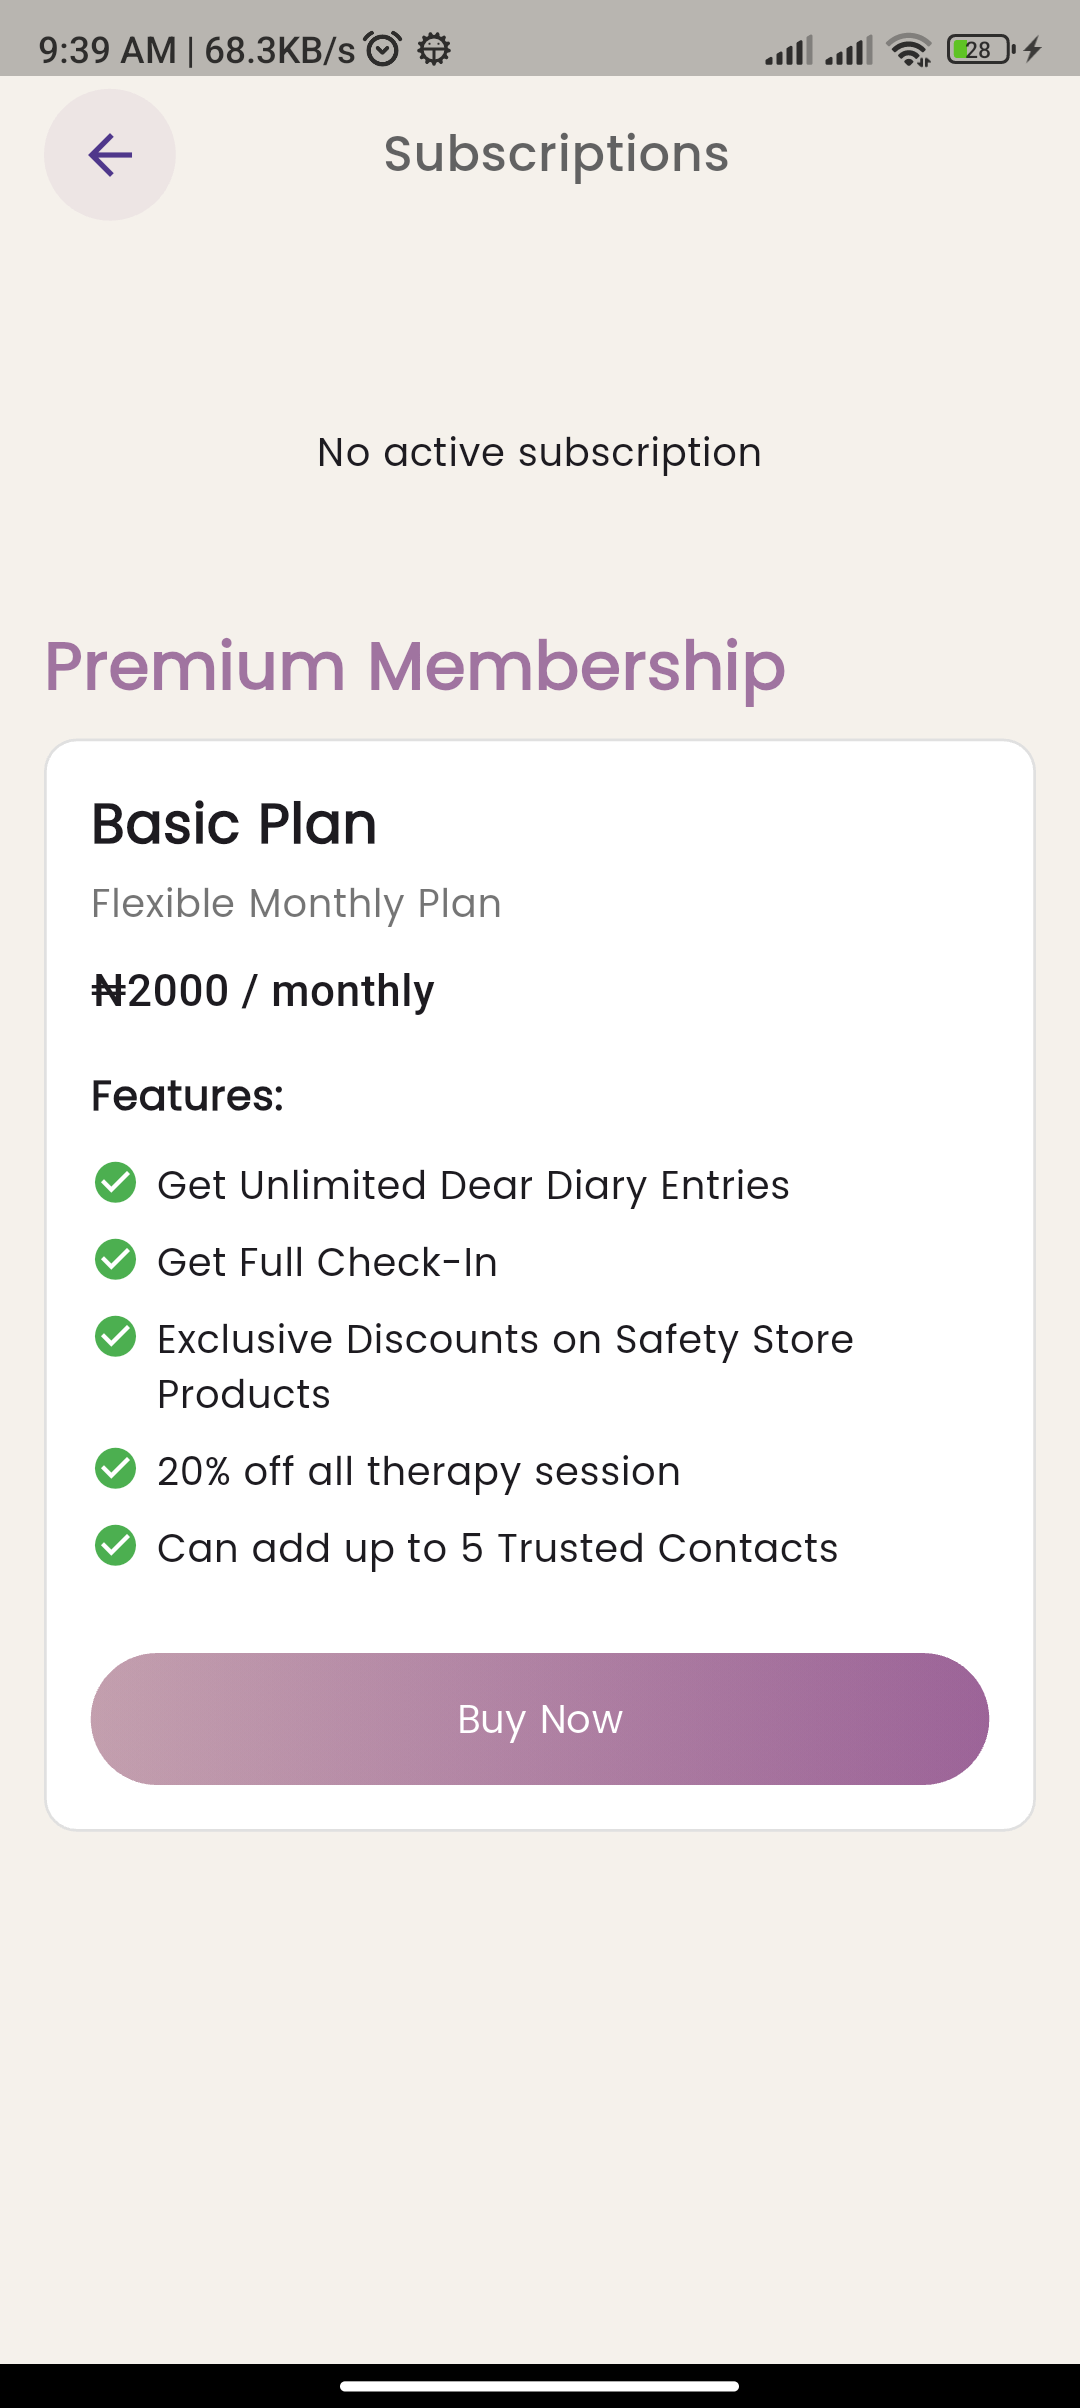 9:39 AM | 68.3KB/s 28
Subscriptions
No active subscription
Premium Membership
Basic Plan
Flexible Monthly Plan
₦2000 / monthly
Features:
Get Unlimited Dear Diary Entries
Get Full Check-In
Exclusive Discounts on Safety Store
Products
20% off all therapy session
Can add up to 5 Trusted Contacts
Buy Now